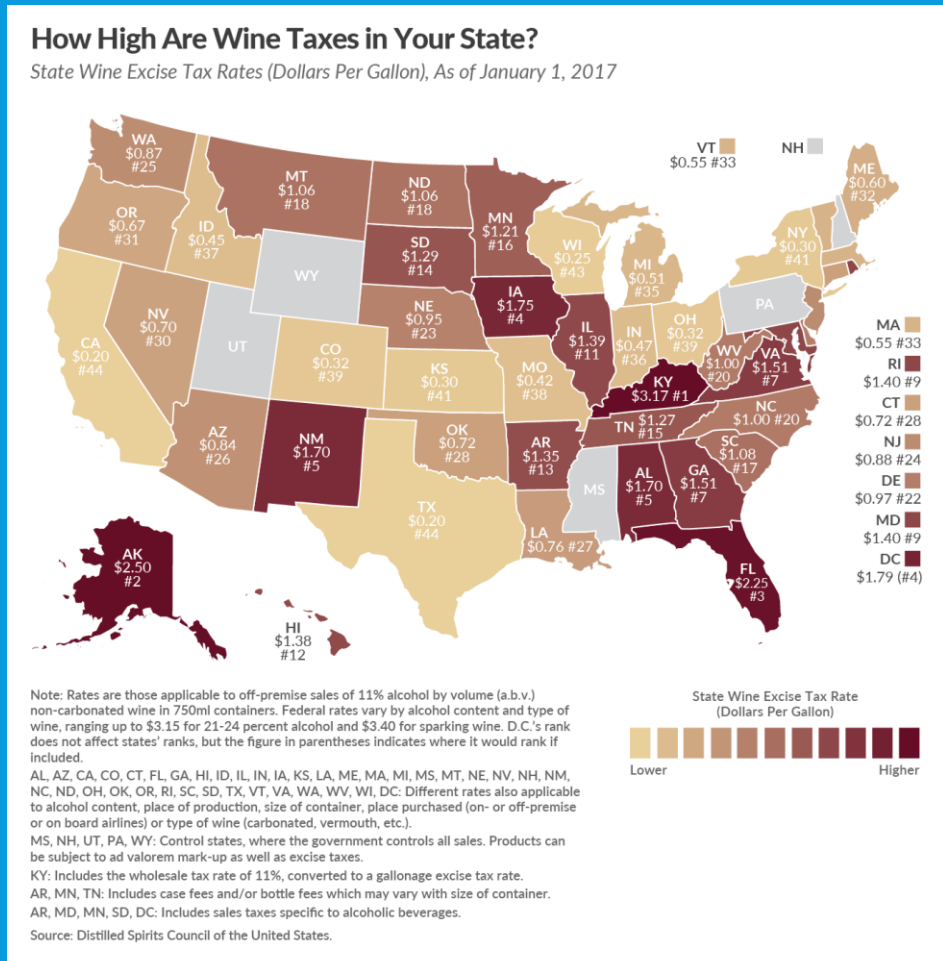 How High Are Wine Taxes in Your State?
State Wine Excise Tax Rates (Dollars Per Gallon), As of January 1, 2017
WA
$0.87
#25
OR
$0.67
#31
ID
$0.45
#37
MT
$1.06
#18
ND
$1.06
#18
MN
$1.21
#16
SD
$1.29
#14
WY
WI
$0.25
#43
MI
$0.51
#35
VT
$0.55 #33
NH
ME
$0.60
#32
NY
$0.30
#41
PA
NV
$0.70
#30
UT
CA
$0.20
#44
CO
$0.32
#39
NE
$0.95
#23
IA
$1.75
#4
IL
$1.39
#11
IN
$0.47
#36
OH
$0.32
#39
WV
$1.00
#20
VA
$1.51
#7
KS
$0.30
#41
MO
$0.42
#38
KY
$3.17 #1
NC
$1.00 #20
TN $1.27
#15
SC
$1.08
#17
AZ
$0.84
#26
NM
$1.70
#5
OK
$0.72
#28
AR
$1.35
#13
MS
AL
$1.70
#5
GA
$1.51
#7
TX
$0.20
#44
LA
$0.76 #27
FL
$2.25
#3
AK
$2.50
#2
HI
$1.38
#12
MA
$0.55 #33
RI
$1.40 #9
CT
$0.72 #28
NJ
$0.88 #24
DE
$0.97 #22
MD
$1.40 #9
DC
$1.79 (#4)
Note: Rates are those applicable to off-premise sales of 11% alcohol by volume (a.b.v.)
non-carbonated wine in 750ml containers. Federal rates vary by alcohol content and type of
wine, ranging up to $3.15 for 21-24 percent alcohol and $3.40 for sparking wine. D.C.'s rank
does not affect states' ranks, but the figure in parentheses indicates where it would rank if
included.
AL, AZ, CA, CO, CT, FL, GA, HI, ID, IL, IN, IA, KS, LA, ME, MA, MI, MS, MT, NE, NV, NH, NM,
NC, ND, OH, OK, OR, RI, SC, SD, TX, VT, VA, WA, WV, WI, DC: Different rates also applicable
to alcohol content, place of production, size of container, place purchased (on- or off-premise
or on board airlines) or type of wine (carbonated, vermouth, etc.).
MS, NH, UT, PA, WY: Control states, where the government controls all sales. Products can
be subject to ad valorem mark-up as well as excise taxes.
KY: Includes the wholesale tax rate of 11%, converted to a gallonage excise tax rate.
AR, MN, TN: Includes case fees and/or bottle fees which may vary with size of container.
AR, MD, MN, SD, DC: Includes sales taxes specific to alcoholic beverages.
Source: Distilled Spirits Council of the United States.
State Wine Excise Tax Rate
(Dollars Per Gallon)
Lower
Higher